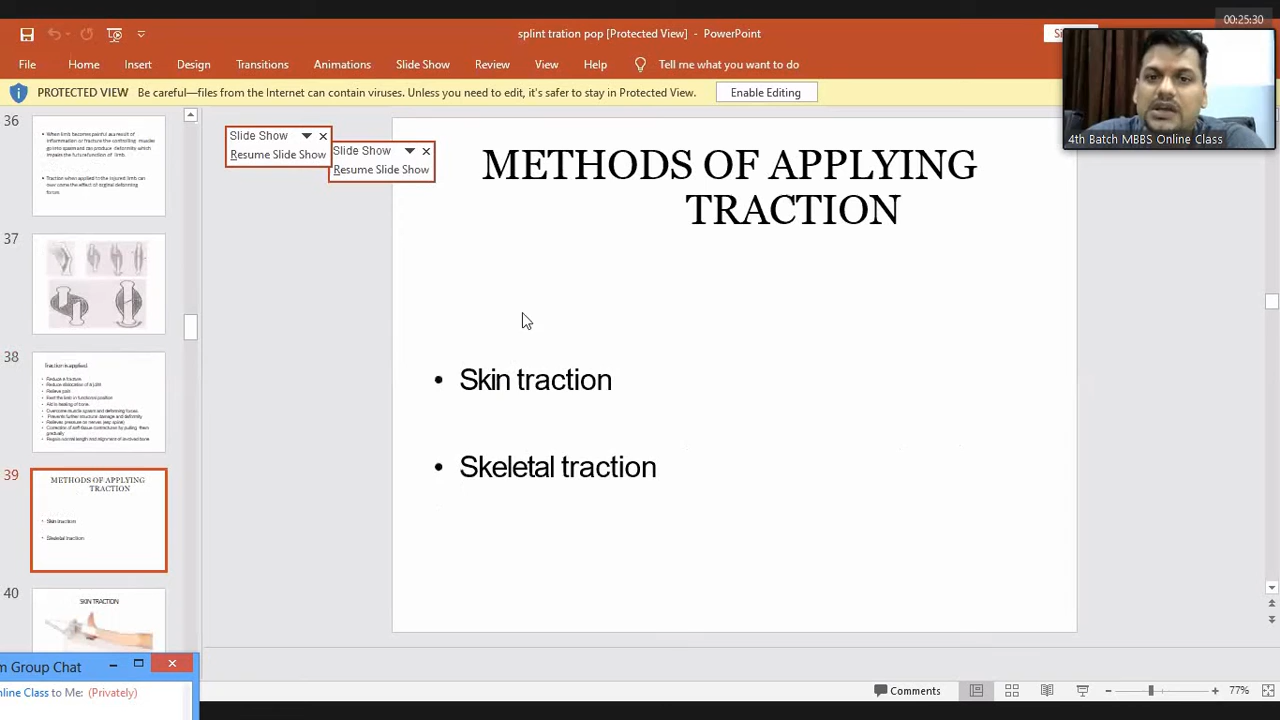 00:25:30
splint tration pop [Protected View] - PowerPoint
File Home Insert Design Transitions Animations Slide Show Review View Help Tell me what you want to do
PROTECTED VIEW Be careful—files from the Internet can contain viruses. Unless you need to edit, it's safer to stay in Protected View. Enable Editing
4th Batch MBBS Online Class
Slide Show
Resume Slide Show
Slide Show
Resume Slide Show
36
37
38
Traction is applied:
39
METHODS OF APPLYING
TRACTION
Skin traction
Skeletal traction
40
SKIN TRACTION
METHODS OF APPLYING
TRACTION
• Skin traction
• Skeletal traction
m Group Chat
nline Class to Me: (Privately)
Comments
77%